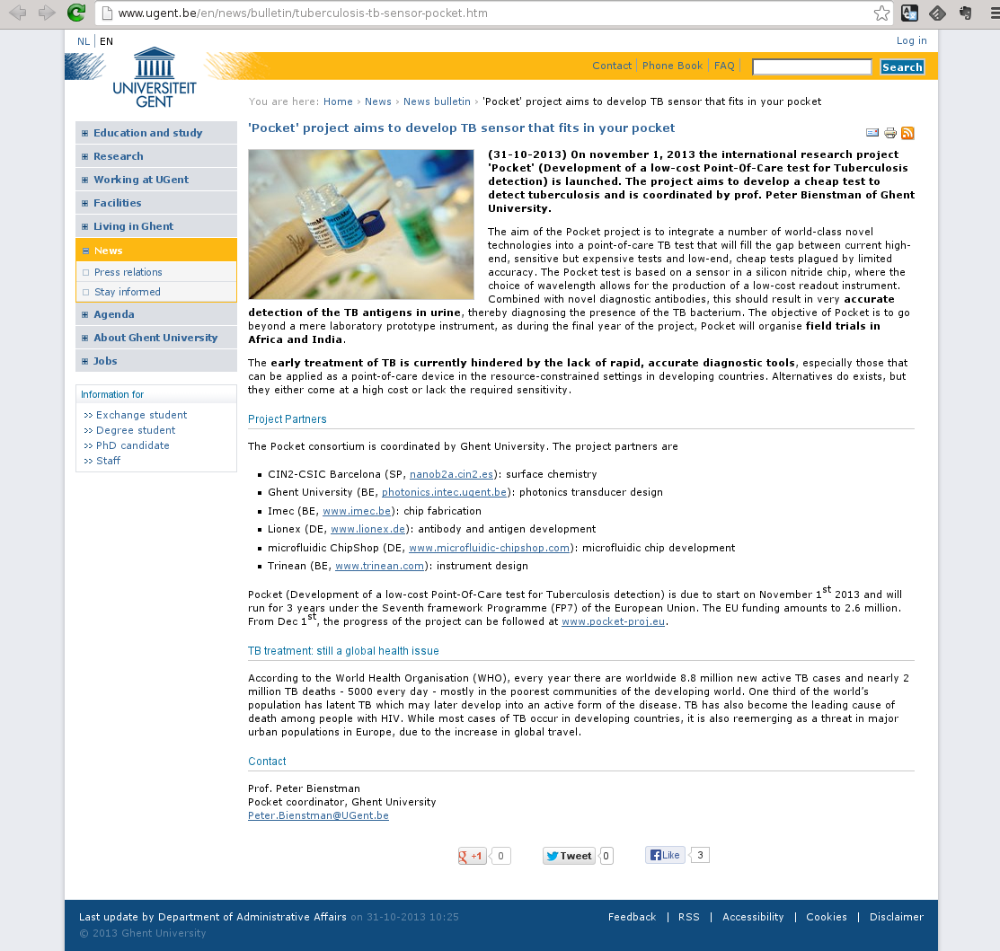 www.ugent.be/en/news/bulletin/tuberculosis-tb-sensor-pocket.htm
NL EN
Log in
UNIVERSITEIT
GENT
Contact Phone Book FAQ Search
You are here: Home › News › News bulletin › 'Pocket' project aims to develop TB sensor that fits in your pocket
Education and study
Research
Working at UGent
Facilities
Living in Ghent
News
Press relations
Stay informed
Agenda
About Ghent University
Jobs
Information for
>> Exchange student
>> Degree student
>> PhD candidate
>> Staff
'Pocket' project aims to develop TB sensor that fits in your pocket
(31-10-2013) On november 1, 2013 the international research project
'Pocket' (Development of a low-cost Point-Of-Care test for Tuberculosis
detection) is launched. The project aims to develop a cheap test to
detect tuberculosis and is coordinated by prof. Peter Bienstman of Ghent
University.
The aim of the Pocket project is to integrate a number of world-class novel
technologies into a point-of-care TB test that will fill the gap between current high-
end, sensitive but expensive tests and low-end, cheap tests plagued by limited
accuracy. The Pocket test is based on a sensor in a silicon nitride chip, where the
choice of wavelength allows for the production of a low-cost readout instrument.
Combined with novel diagnostic antibodies, this should result in very accurate
detection of the TB antigens in urine, thereby diagnosing the presence of the TB bacterium. The objective of Pocket is to go
beyond a mere laboratory prototype instrument, as during the final year of the project, Pocket will organise field trials in
Africa and India.
The early treatment of TB is currently hindered by the lack of rapid, accurate diagnostic tools, especially those that
can be applied as a point-of-care device in the resource-constrained settings in developing countries. Alternatives do exists, but
they either come at a high cost or lack the required sensitivity.
Project Partners
The Pocket consortium is coordinated by Ghent University. The project partners are
CIN2-CSIC Barcelona (SP, nanob2a.cin2.es): surface chemistry
Ghent University (BE, photonics.intec.ugent.be): photonics transducer design
Imec (BE, www.imec.be): chip fabrication
Lionex (DE, www.lionex.de): antibody and antigen development
microfluidic ChipShop (DE, www.microfluidic-chipshop.com): microfluidic chip development
Trinean (BE, www.trinean.com): instrument design
Pocket (Development of a low-cost Point-Of-Care test for Tuberculosis detection) is due to start on November 1st 2013 and will
run for 3 years under the Seventh framework Programme (FP7) of the European Union. The EU funding amounts to 2.6 million.
From Dec 1st, the progress of the project can be followed at www.pocket-proj.eu.
TB treatment: still a global health issue
According to the World Health Organisation (WHO), every year there are worldwide 8.8 million new active TB cases and nearly 2
million TB deaths - 5000 every day - mostly in the poorest communities of the developing world. One third of the world's
population has latent TB which may later develop into an active form of the disease. TB has also become the leading cause of
death among people with HIV. While most cases of TB occur in developing countries, it is also reemerging as a threat in major
urban populations in Europe, due to the increase in global travel.
Contact
Prof. Peter Bienstman
Pocket coordinator, Ghent University
Peter.Bienstman@UGent.be
g +1 0 Tweet 0 Like 3
Last update by Department of Administrative Affairs on 31-10-2013 10:25
© 2013 Ghent University
Feedback | RSS | Accessibility | Cookies | Disclaimer